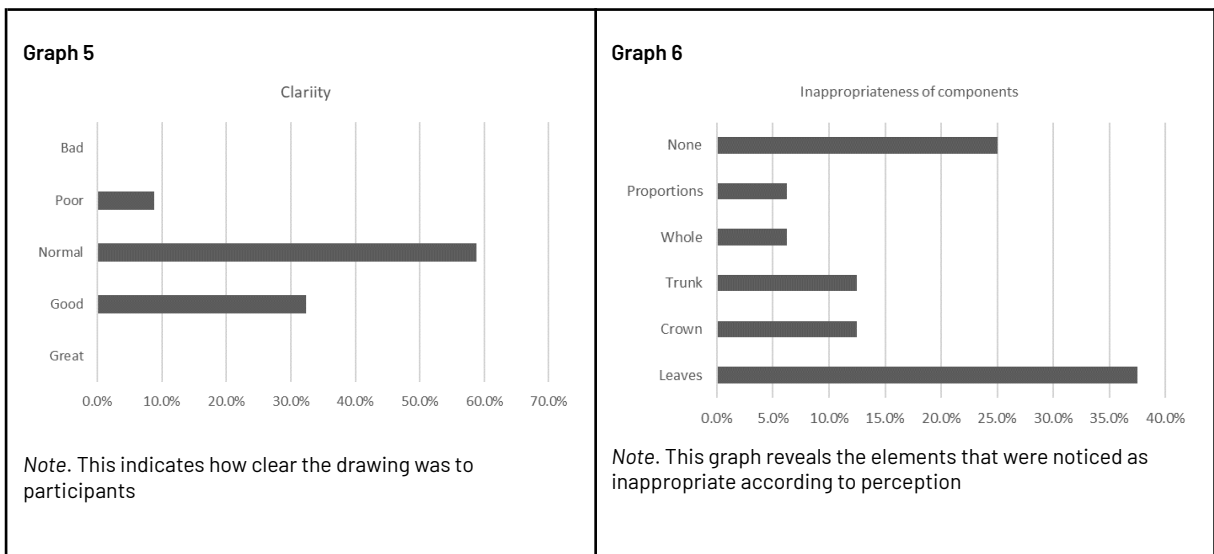 Graph 5
Clariity
Bad
Poor
Normal
Good
Great
0.0% 10.0% 20.0% 30.0% 40.0% 50.0% 60.0% 70.0%
Note. This indicates how clear the drawing was to
participants
Graph 6
Inappropriateness of components
None
Proportions
Whole
Trunk
Crown
Leaves
0.0% 5.0% 10.0% 15.0% 20.0% 25.0% 30.0% 35.0% 40.0%
Note. This graph reveals the elements that were noticed as
inappropriate according to perception